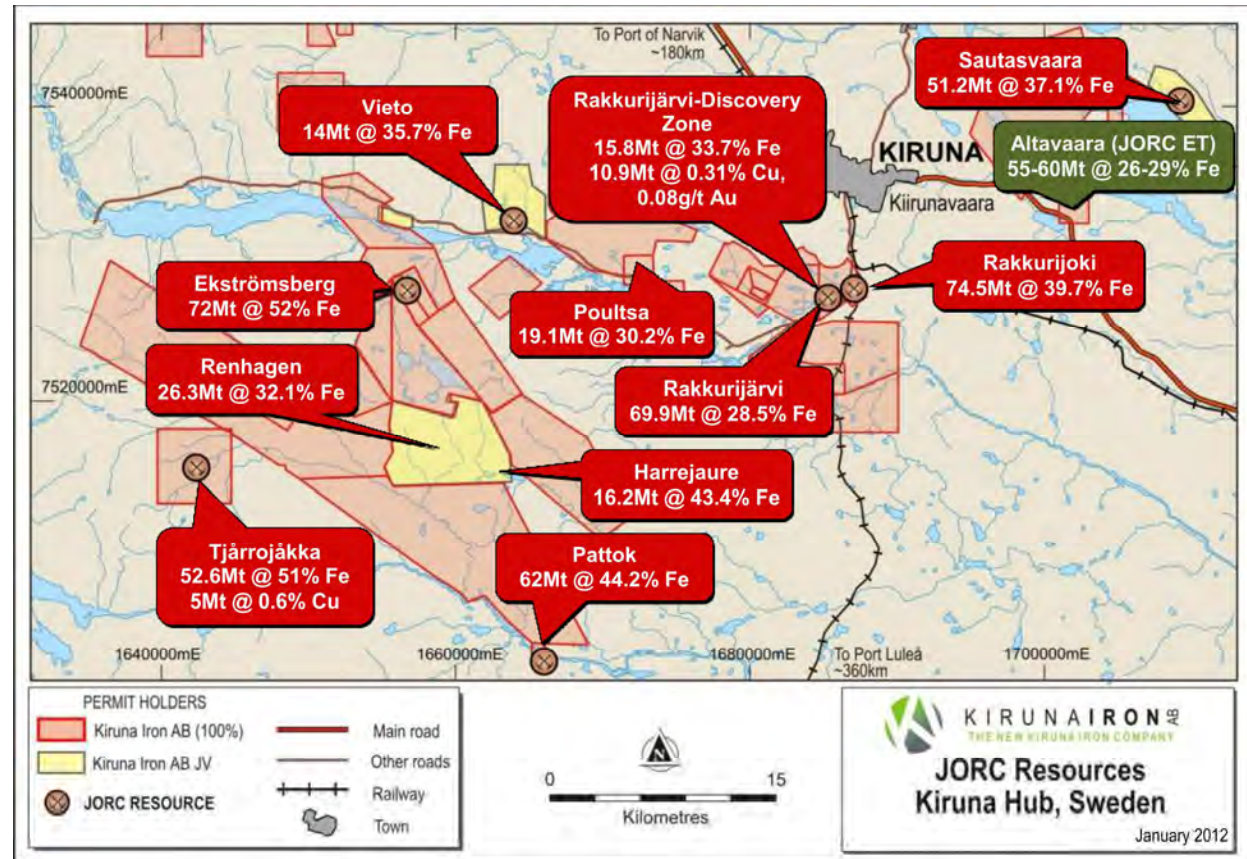 To Port of Narvik
~180km
Sautasvaara
51.2Mt @ 37.1% Fe
7540000mE
Vieto
14Mt @ 35.7% Fe
Rakkurijärvi-Discovery
Zone
15.8Mt @ 33.7% Fe
10.9Mt @ 0.31% Cu,
0.08g/t Au
KIRUNA
Kiirunavaara
Altavaara (JORC ET)
55-60Mt @ 26-29% Fe
Ekströmsberg
72Mt @ 52% Fe
Poultsa
19.1Mt @ 30.2% Fe
Rakkurijoki
74.5Mt @ 39.7% Fe
Renhagen
26.3Mt @ 32.1% Fe
7520000mE
Rakkurijärvi
69.9Mt @ 28.5% Fe
Harrejaure
16.2Mt @ 43.4% Fe
Tjårrojåkka
52.6Mt @ 51% Fe
5Mt @ 0.6% Cu
Pattok
62Mt @ 44.2% Fe
1640000mE
1660000mE
1680000mE
To Port Luleå
~360km
1700000mE
PERMIT HOLDERS
Kiruna Iron AB (100%)
Kiruna Iron AB JV
JORC RESOURCE
Main road
Other roads
Railway
Town
N
0 15
Kilometres
KIRUNAIRON AB
THE NEW KIRUNA IRON COMPANY
JORC Resources
Kiruna Hub, Sweden
January 2012